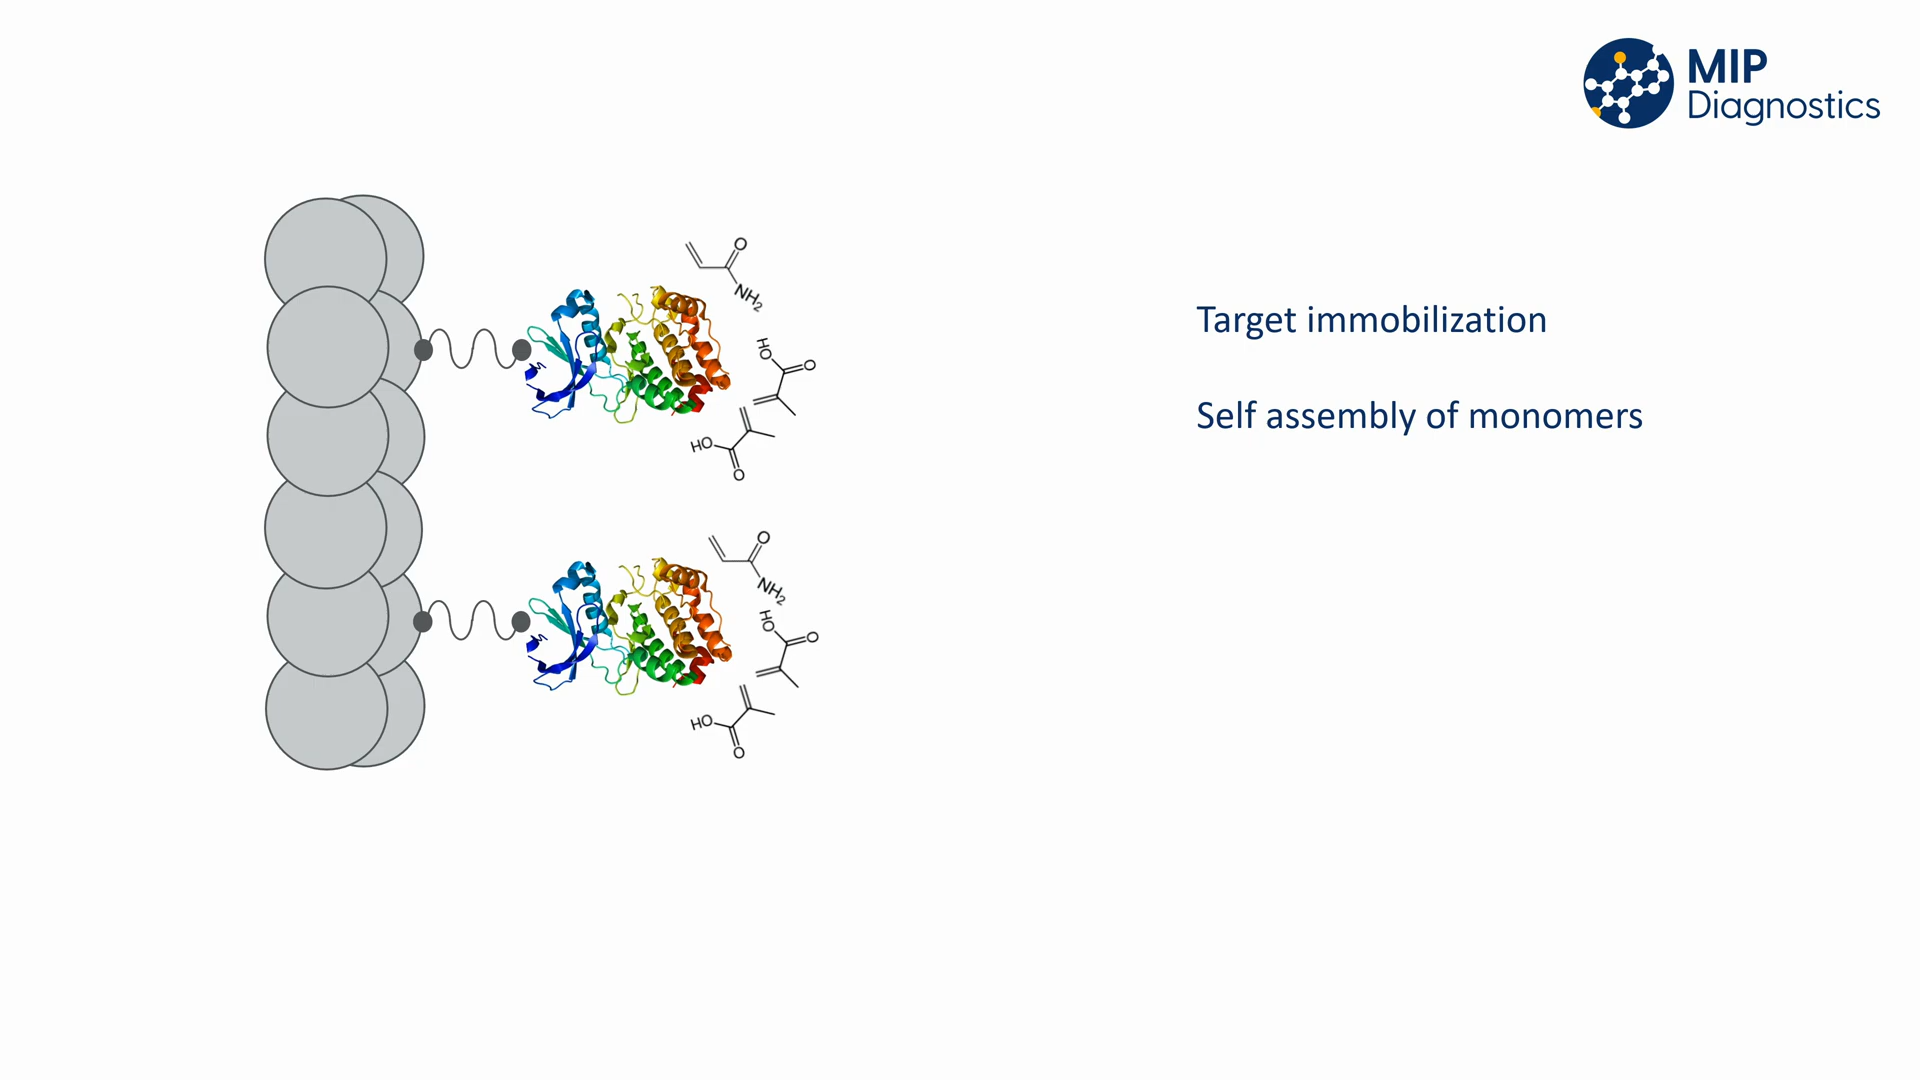 MIP
Diagnostics
O
NH2
HO
O
HO
O
Target immobilization
Self assembly of monomers
O
NH2
HO
O
HO
O